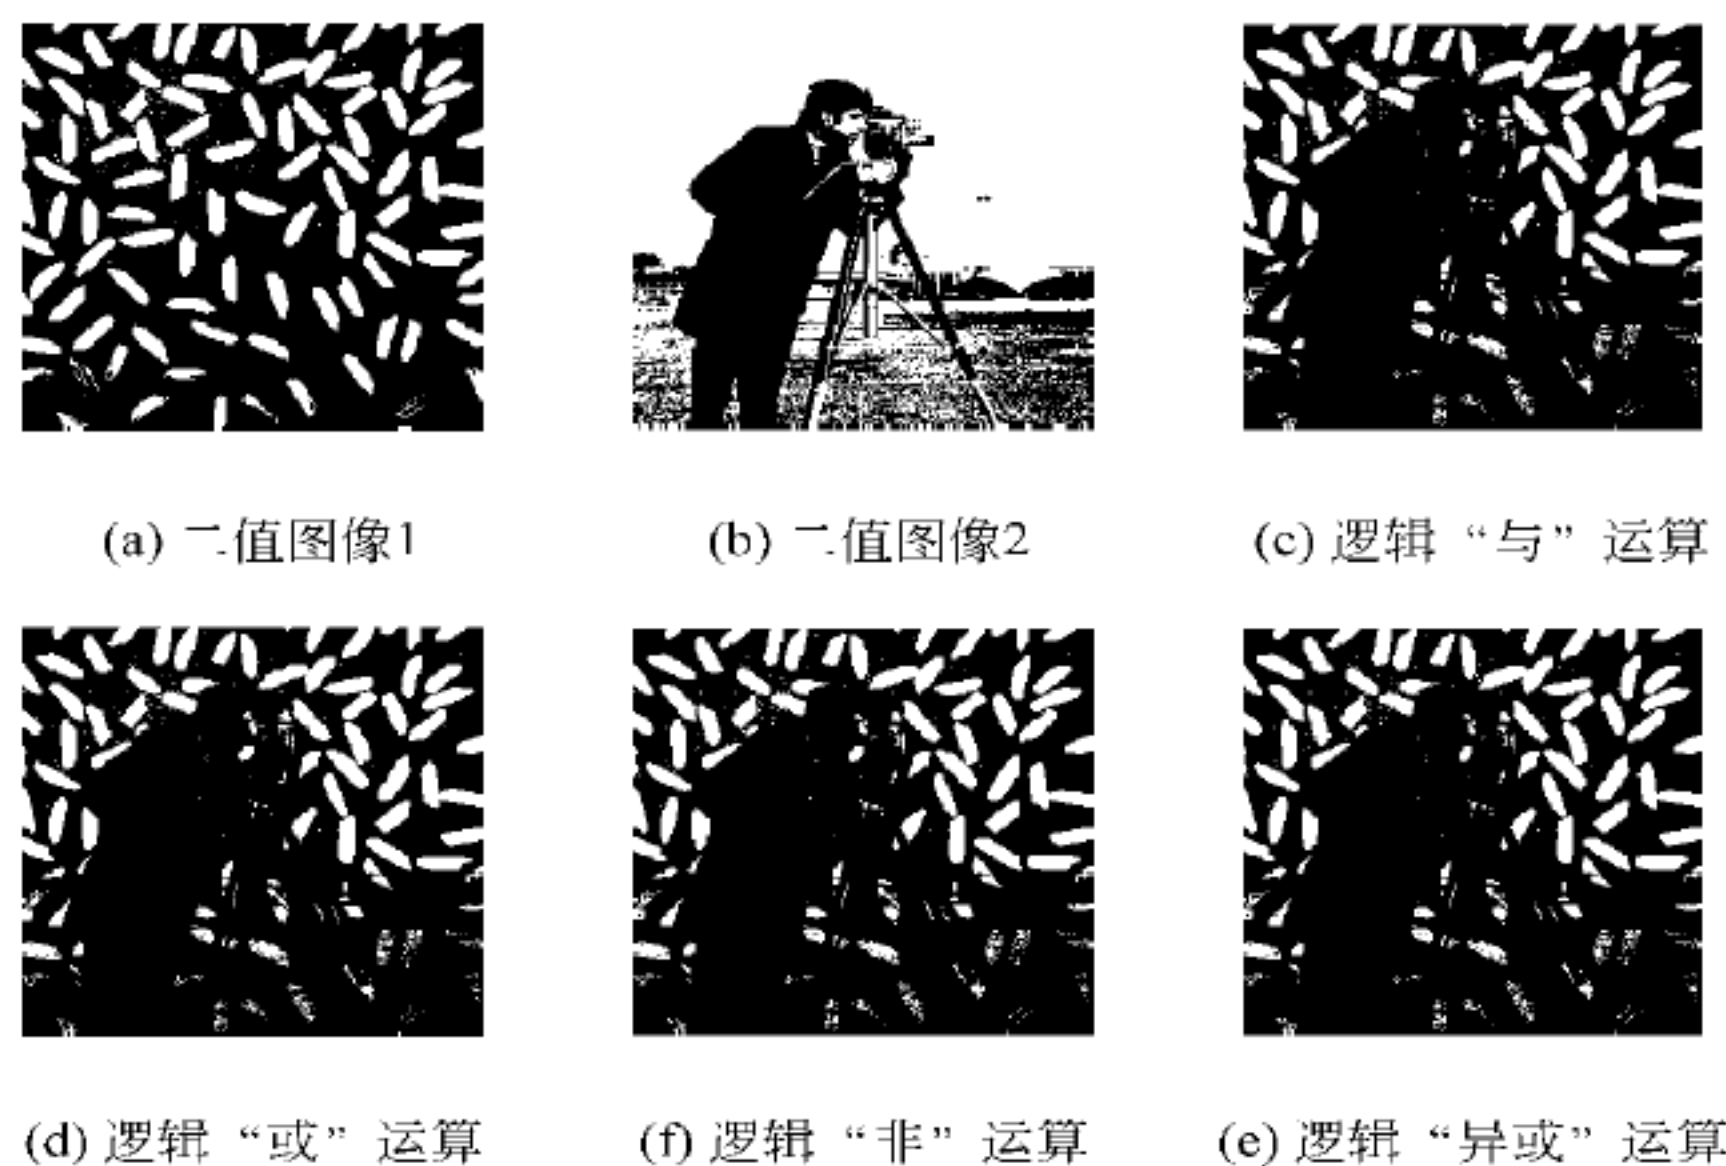 (a) 二值图像1
(b) 二值图像2
(c) 逻辑 “与” 运算
(d) 逻辑 “或” 运算
(f) 逻辑 “非” 运算
(e) 逻辑 “异或” 运算